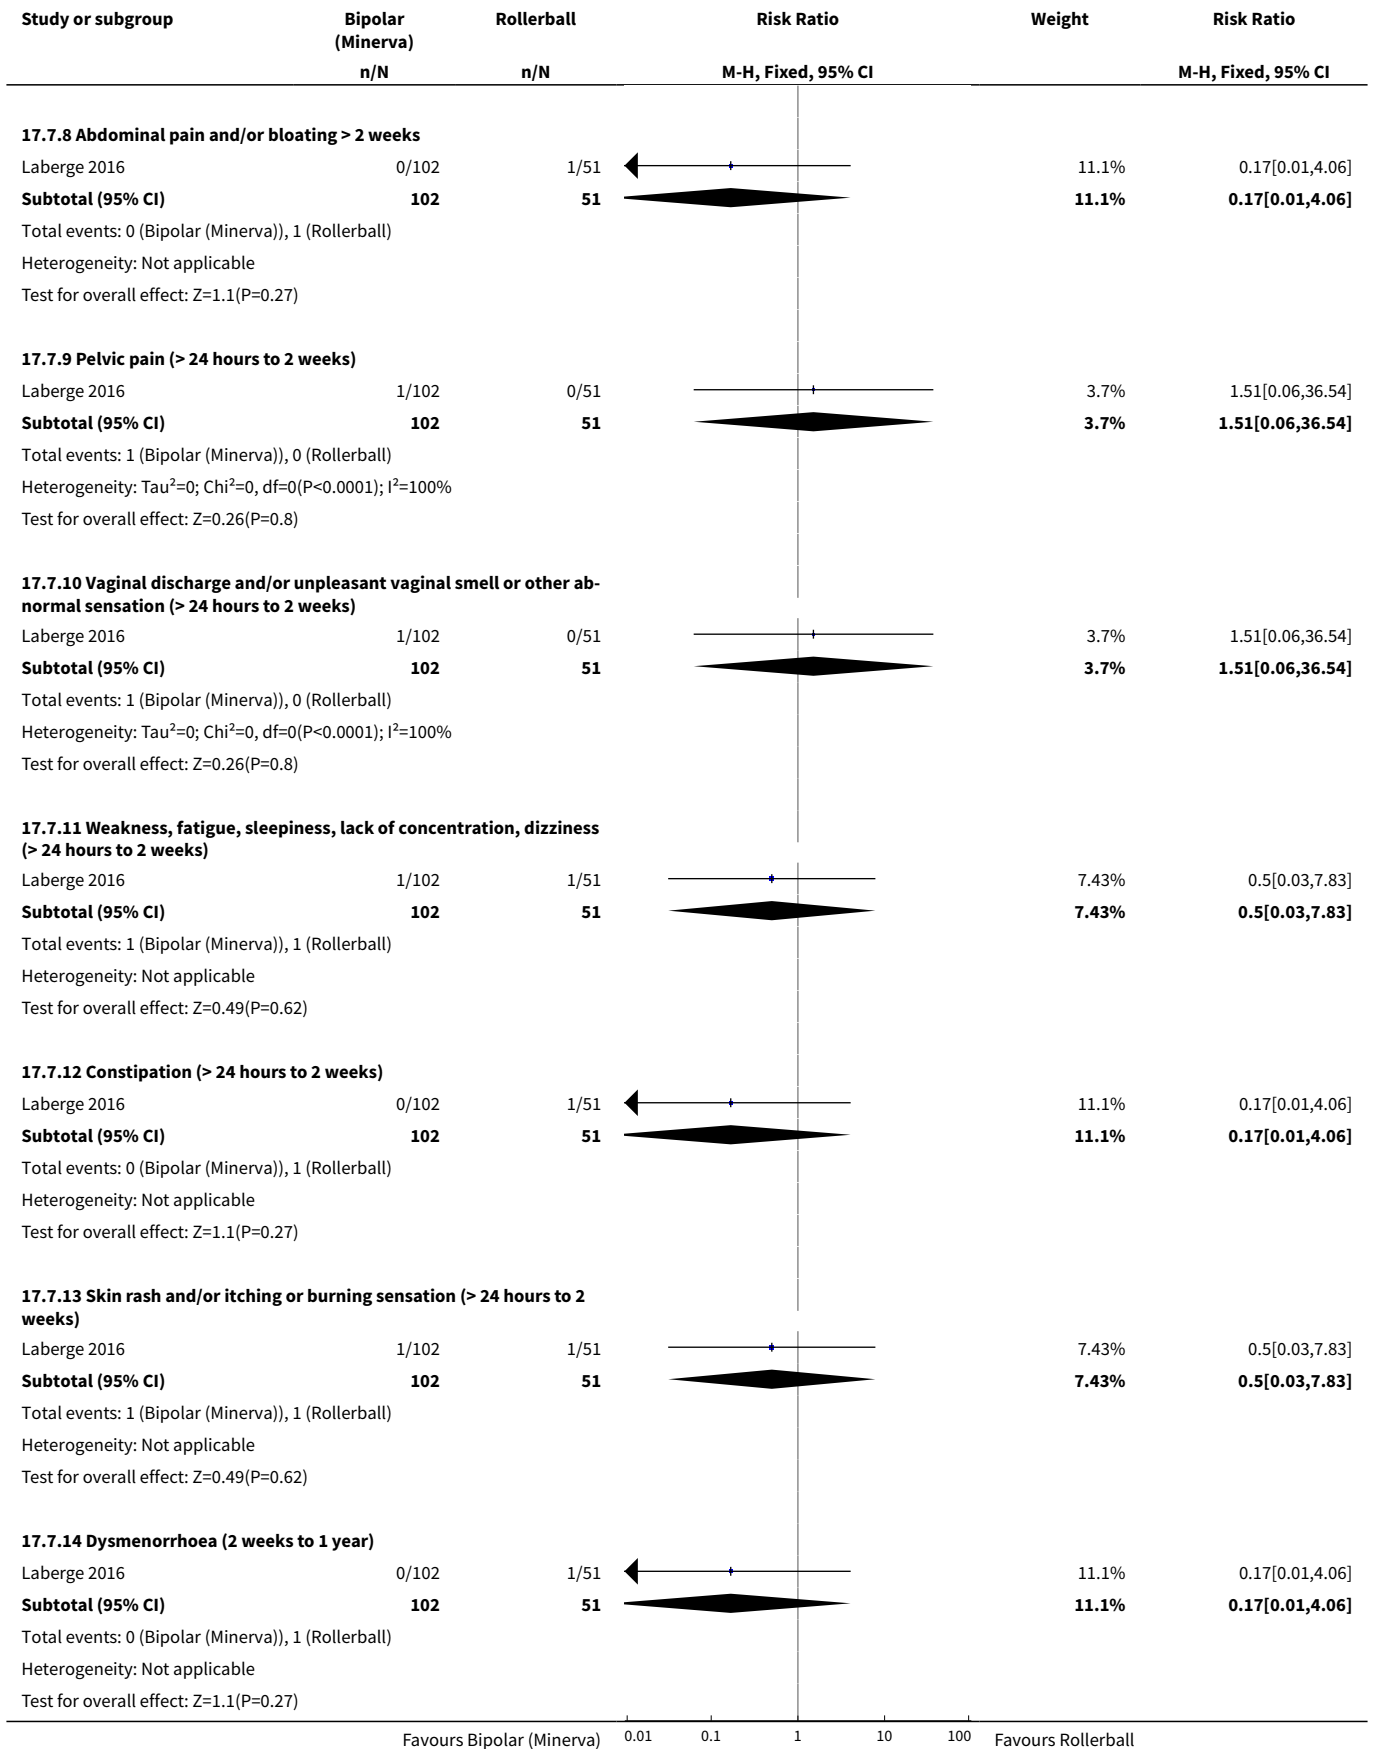 Study or subgroup Bipolar (Minerva) Rollerball Risk Ratio Weight Risk Ratio
n/N n/N M-H, Fixed, 95% CI M-H, Fixed, 95% CI
17.7.8 Abdominal pain and/or bloating > 2 weeks
Laberge 2016 0/102 1/51 11.1% 0.17[0.01,4.06]
Subtotal (95% CI) 102 51 11.1% 0.17[0.01,4.06]
Total events: 0 (Bipolar (Minerva)), 1 (Rollerball)
Heterogeneity: Not applicable
Test for overall effect: Z=1.1(P=0.27)
17.7.9 Pelvic pain (> 24 hours to 2 weeks)
Laberge 2016 1/102 0/51 3.7% 1.51[0.06,36.54]
Subtotal (95% CI) 102 51 3.7% 1.51[0.06,36.54]
Total events: 1 (Bipolar (Minerva)), 0 (Rollerball)
Heterogeneity: Tau²=0; Chi²=0, df=0(P<0.0001); I²=100%
Test for overall effect: Z=0.26(P=0.8)
17.7.10 Vaginal discharge and/or unpleasant vaginal smell or other ab-
normal sensation (> 24 hours to 2 weeks)
Laberge 2016 1/102 0/51 3.7% 1.51[0.06,36.54]
Subtotal (95% CI) 102 51 3.7% 1.51[0.06,36.54]
Total events: 1 (Bipolar (Minerva)), 0 (Rollerball)
Heterogeneity: Tau²=0; Chi²=0, df=0(P<0.0001); I²=100%
Test for overall effect: Z=0.26(P=0.8)
17.7.11 Weakness, fatigue, sleepiness, lack of concentration, dizziness
(> 24 hours to 2 weeks)
Laberge 2016 1/102 1/51 7.43% 0.5[0.03,7.83]
Subtotal (95% CI) 102 51 7.43% 0.5[0.03,7.83]
Total events: 1 (Bipolar (Minerva)), 1 (Rollerball)
Heterogeneity: Not applicable
Test for overall effect: Z=0.49(P=0.62)
17.7.12 Constipation (> 24 hours to 2 weeks)
Laberge 2016 0/102 1/51 11.1% 0.17[0.01,4.06]
Subtotal (95% CI) 102 51 11.1% 0.17[0.01,4.06]
Total events: 0 (Bipolar (Minerva)), 1 (Rollerball)
Heterogeneity: Not applicable
Test for overall effect: Z=1.1(P=0.27)
17.7.13 Skin rash and/or itching or burning sensation (> 24 hours to 2
weeks)
Laberge 2016 1/102 1/51 7.43% 0.5[0.03,7.83]
Subtotal (95% CI) 102 51 7.43% 0.5[0.03,7.83]
Total events: 1 (Bipolar (Minerva)), 1 (Rollerball)
Heterogeneity: Not applicable
Test for overall effect: Z=0.49(P=0.62)
17.7.14 Dysmenorrhoea (2 weeks to 1 year)
Laberge 2016 0/102 1/51 11.1% 0.17[0.01,4.06]
Subtotal (95% CI) 102 51 11.1% 0.17[0.01,4.06]
Total events: 0 (Bipolar (Minerva)), 1 (Rollerball)
Heterogeneity: Not applicable
Test for overall effect: Z=1.1(P=0.27)
Favours Bipolar (Minerva) 0.01 0.1 1 10 100 Favours Rollerball